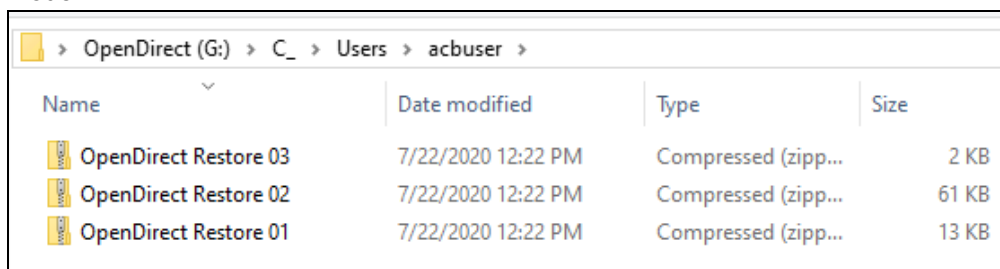 OpenDirect (G:) > C_ > Users > acbuser >
Name Date modified Type Size
OpenDirect Restore 03 7/22/2020 12:22 PM Compressed (zipp... 2 KB
OpenDirect Restore 02 7/22/2020 12:22 PM Compressed (zipp... 61 KB
OpenDirect Restore 01 7/22/2020 12:22 PM Compressed (zipp... 13 KB